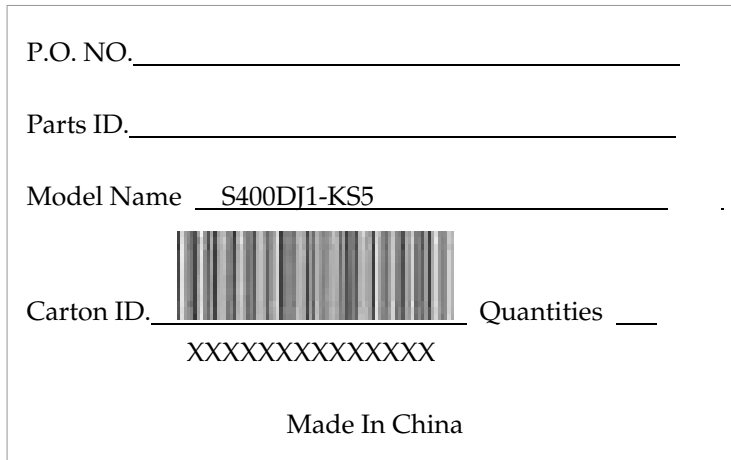 P.O. NO.
Parts ID.
Model Name S400DJ1-KS5
Carton ID. Quantities
XXXXXXXXXXXXXX
Made In China